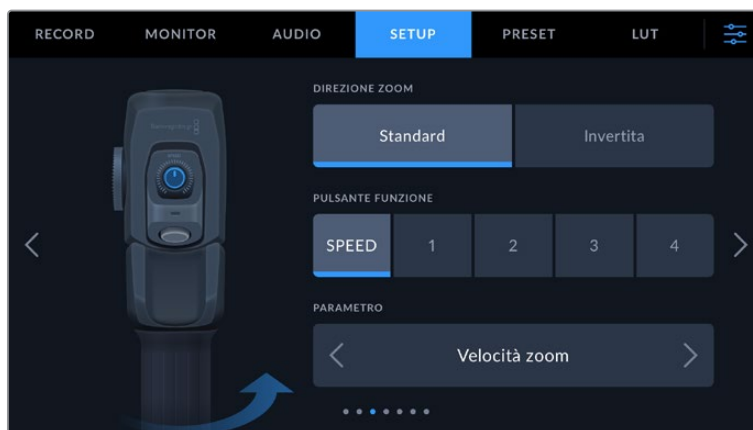 RECORD MONITOR AUDIO SETUP PRESET LUT
DIREZIONE ZOOM
Standard Invertita
PULSANTE FUNZIONE
SPEED 1 2 3 4
PARAMETRO
Velocità zoom